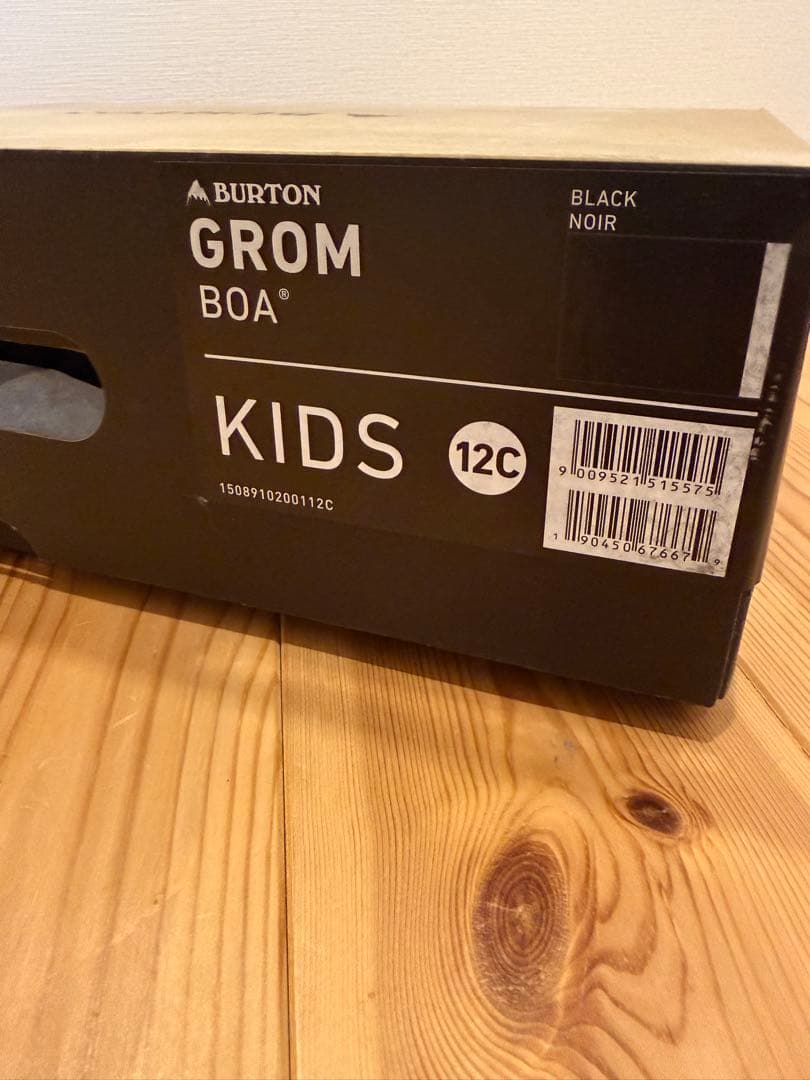 BURTON
GROM
BOA®
BLACK
NOIR
KIDS
12C
1508910200112C
9 009521 515575
1 90450 67667 9